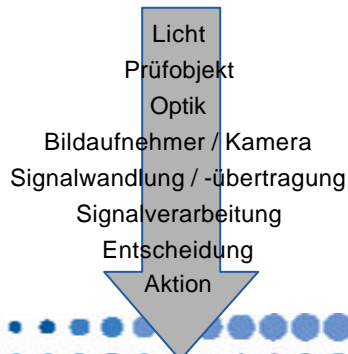 Licht
Prüfobjekt
Optik
Bildaufnehmer / Kamera
Signalwandlung / -übertragung
Signalverarbeitung
Entscheidung
Aktion